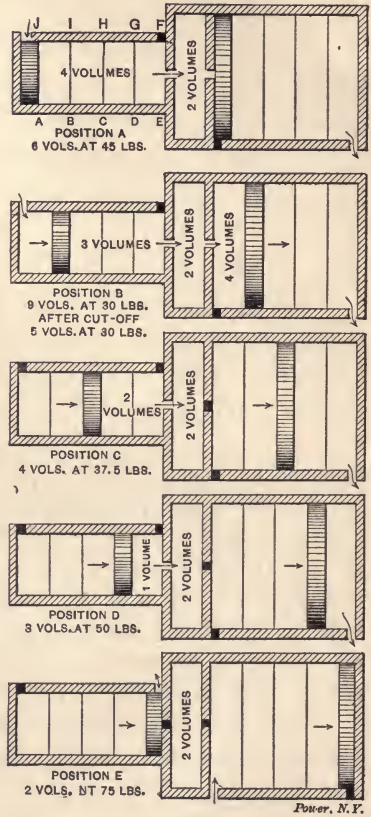 J I H G F
4 VOLUMES
2 VOLUMES
A B C D E
POSITION A
6 VOLS. AT 45 LBS.
3 VOLUMES
2 VOLUMES
4 VOLUMES
POSITION B
9 VOLS. AT 30 LBS.
AFTER CUT-OFF
5 VOLS. AT 30 LBS.
2
VOLUMES
2 VOLUMES
POSITION C
4 VOLS. AT 37.5 LBS.
1 VOLUME
2 VOLUMES
POSITION D
3 VOLS. AT 50 LBS.
2 VOLUMES
POSITION E
2 VOLS. NT 75 LBS.
Power, N.Y.